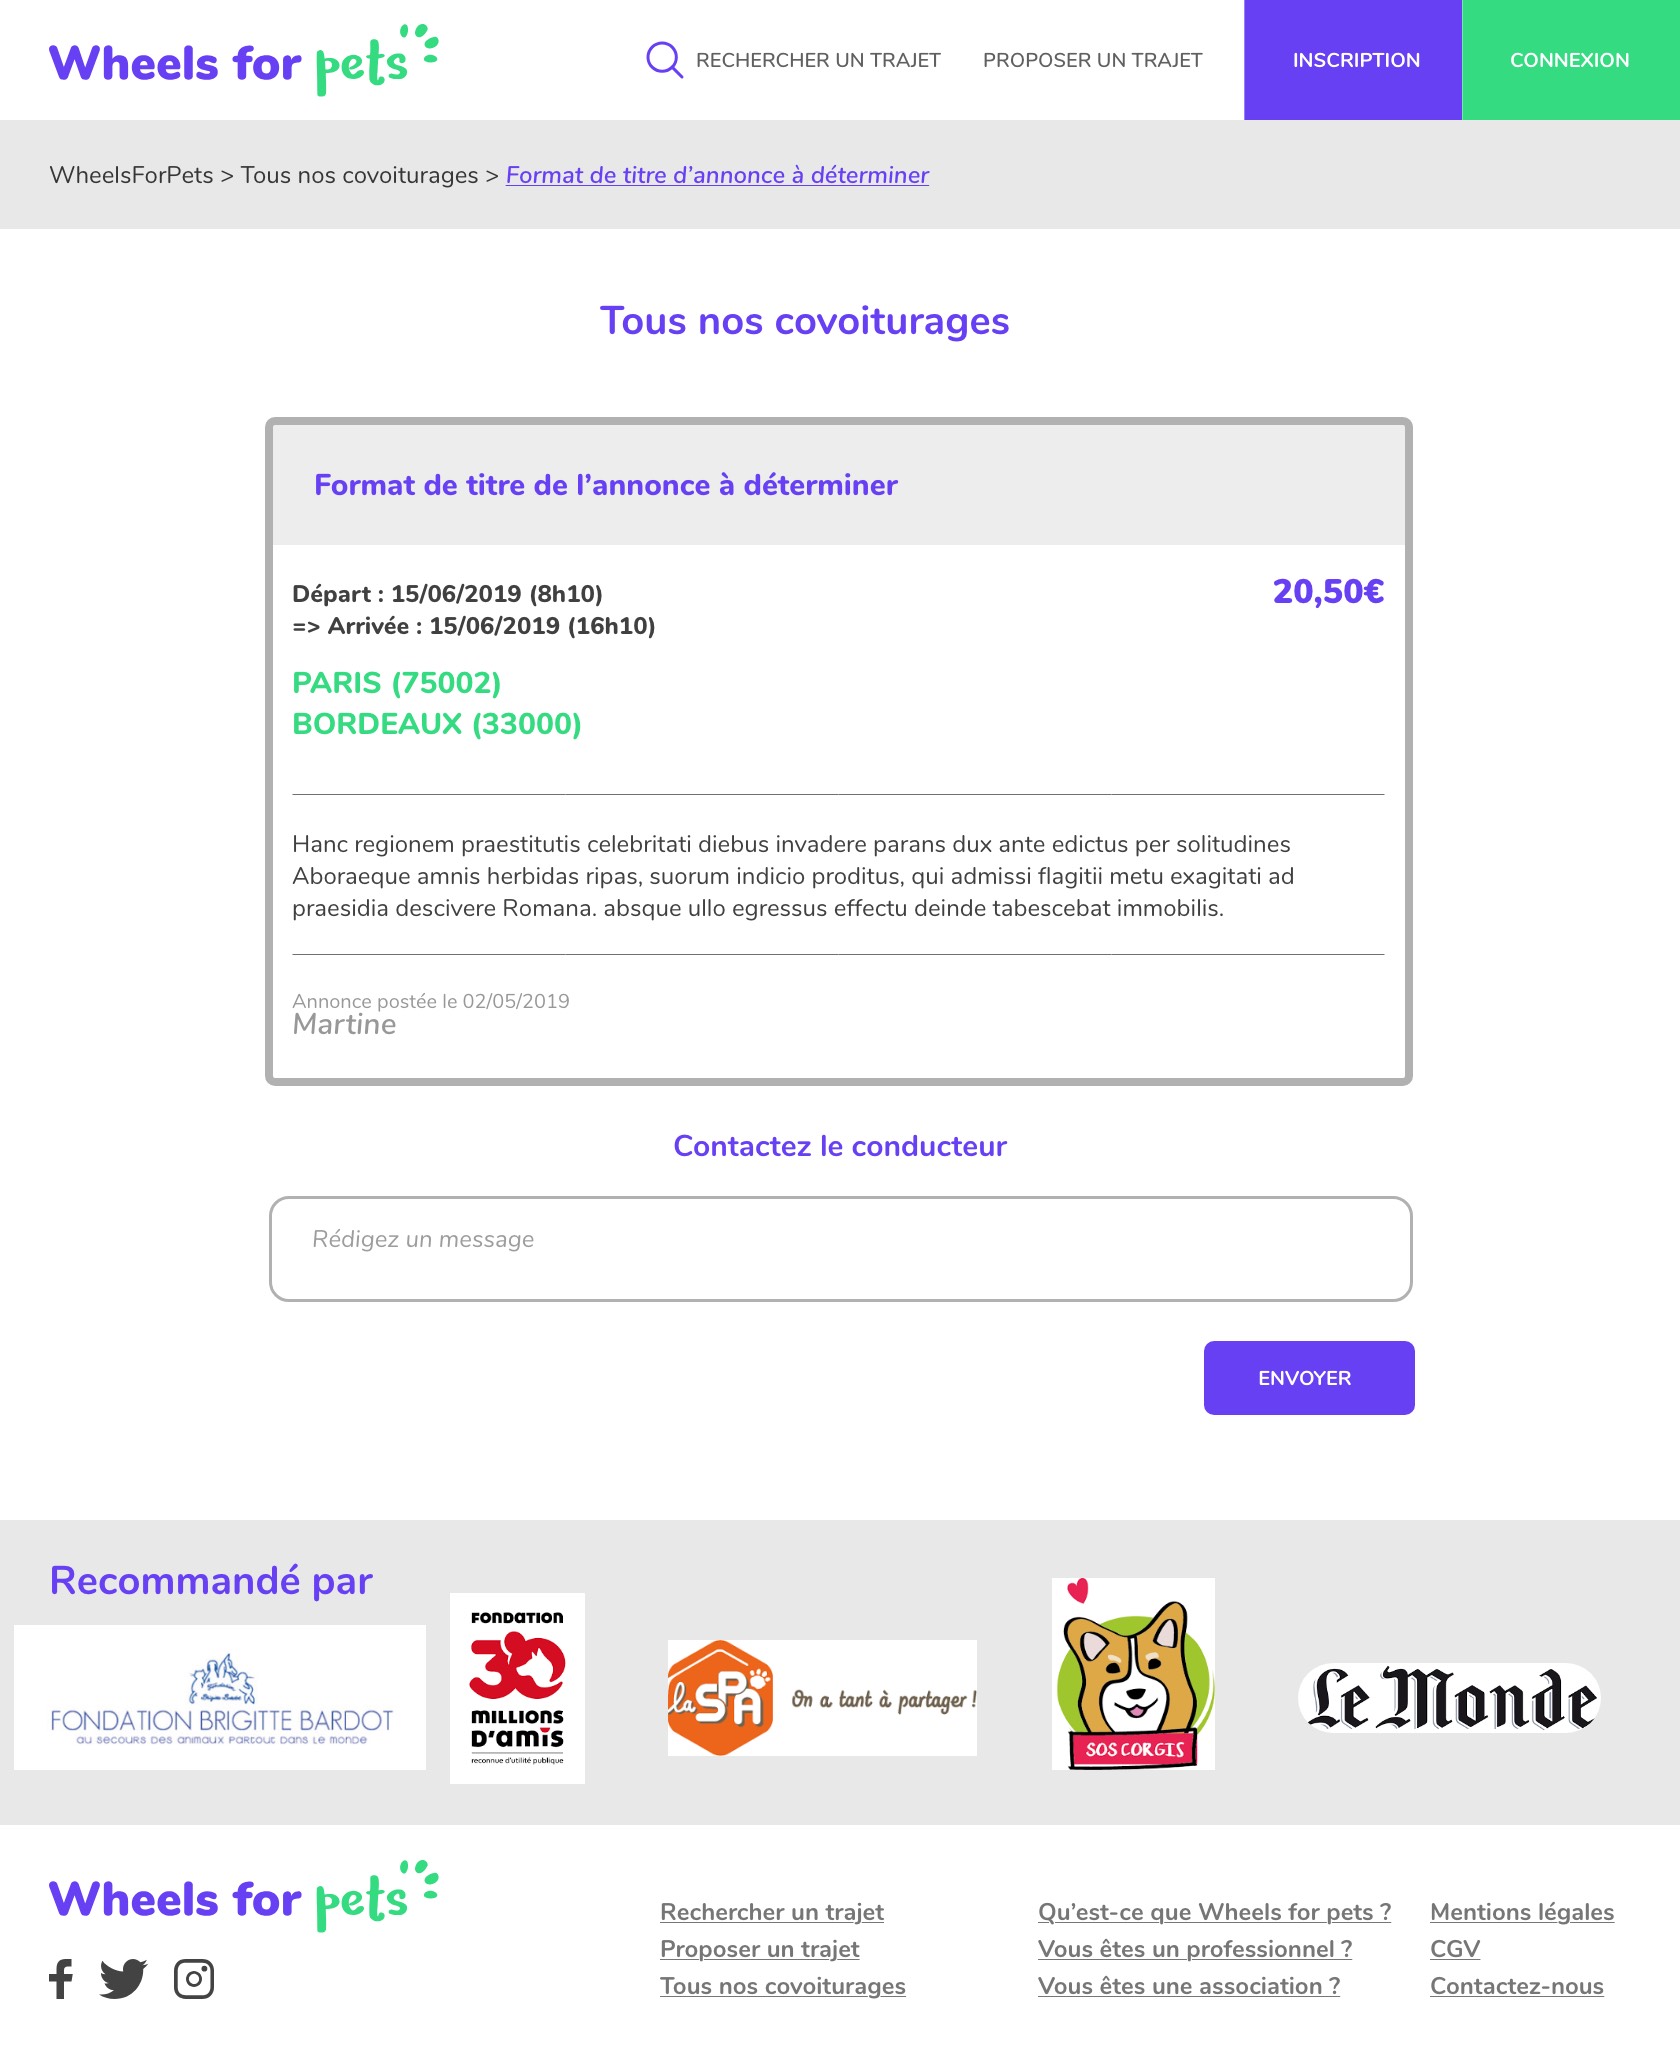 Wheels for pets
RECHERCHER UN TRAJET
PROPOSER UN TRAJET
INSCRIPTION
CONNEXION
WheelsForPets > Tous nos covoiturages > Format de titre d’annonce à déterminer
Tous nos covoiturages
Format de titre de l’annonce à déterminer
Départ : 15/06/2019 (8h10)
20,50€
=> Arrivée : 15/06/2019 (16h10)
PARIS (75002)
BORDEAUX (33000)
Hanc regionem praestitutis celebritati diebus invadere parans dux ante edictus per solitudines
Aboraeque amnis herbidas ripas, suorum indicio proditus, qui admissi flagitii metu exagitati ad
praesidia descivere Romana. absque ullo egressus effectu deinde tabescebat immobilis.
Annonce postée le 02/05/2019
Martine
Contactez le conducteur
Rédigez un message
ENVOYER
Recommandé par
FONDATION BRIGITTE BARDOT
au secours des animaux partout dans le monde
FONDATION
30
MILLIONS
D'AMIS
reconnue d'utilité publique
la SPA
On a tant à partager !
SOS CORGIS
Le Monde
Wheels for pets
Rechercher un trajet
Proposer un trajet
Tous nos covoiturages
Qu’est-ce que Wheels for pets ?
Vous êtes un professionnel ?
Vous êtes une association ?
Mentions légales
CGV
Contactez-nous